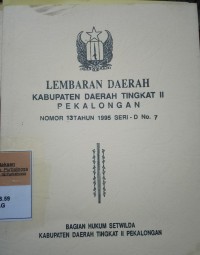 LEMBARAN DAERAH
KABUPATEN DAERAH TINGKAT II
PEKALONGAN
NOMOR 13 TAHUN 1995 SERI - D No. 7
BAGIAN HUKUM SETWILDA
KABUPATEN DAERAH TINGKAT II PEKALONGAN